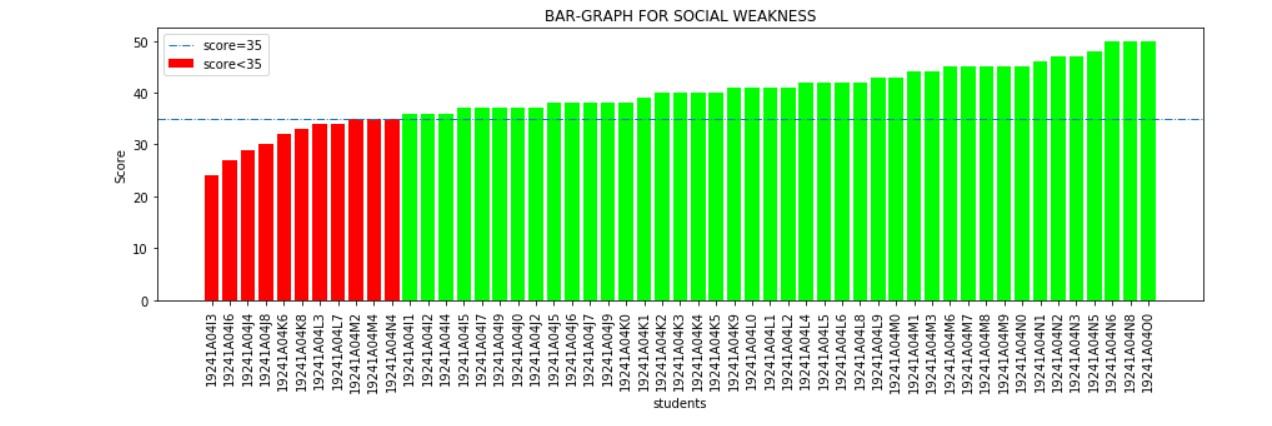 BAR-GRAPH FOR SOCIAL WEAKNESS
score=35
score<35
50
40
30
20
10
0
Score
19241A04I3
19241A04I6
19241A04J4
19241A04J8
19241A04K6
19241A04K8
19241A04L3
19241A04L7
19241A04M2
19241A04M4
19241A04N4
19241A04I1
19241A04I2
19241A04I4
19241A04I5
19241A04I7
19241A04I9
19241A04J0
19241A04J2
19241A04J5
19241A04J6
19241A04J7
19241A04J9
19241A04K0
19241A04K1
19241A04K2
19241A04K3
19241A04K4
19241A04K5
19241A04K9
19241A04L0
19241A04L1
19241A04L2
19241A04L4
19241A04L5
19241A04L6
19241A04L8
19241A04L9
19241A04M0
19241A04M1
19241A04M3
19241A04M6
19241A04M7
19241A04M8
19241A04M9
19241A04N0
19241A04N1
19241A04N2
19241A04N3
19241A04N5
19241A04N6
19241A04N8
19241A04O0
students